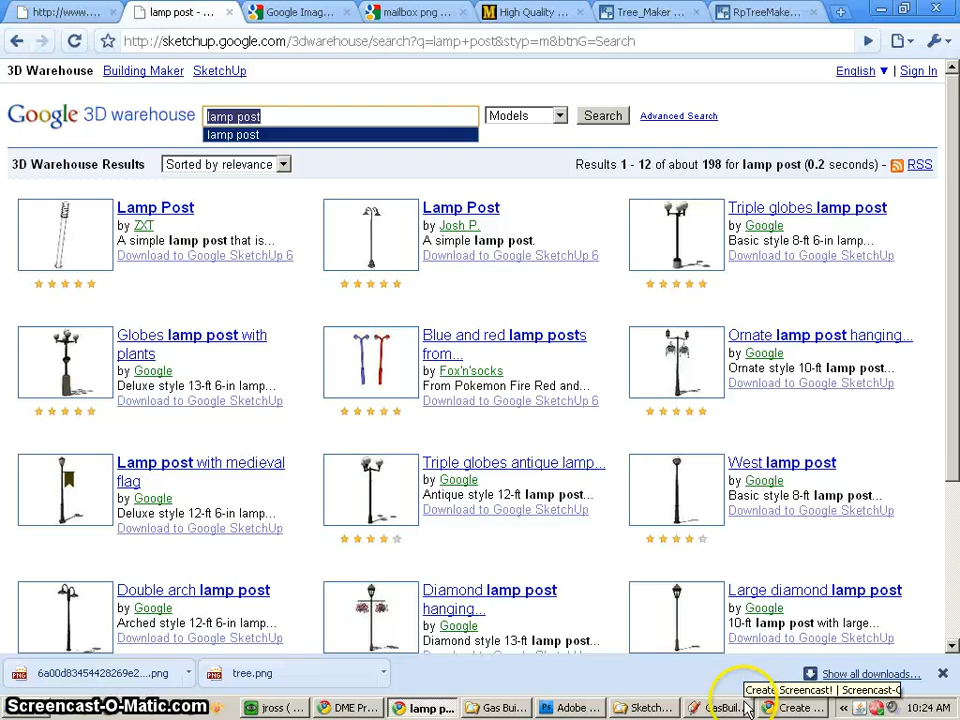 http://www....
lamp post - ...
Google Imag...
mailbox png ...
High Quality ...
Tree_Maker ...
RpTreeMake...
http://sketchup.google.com/3dwarehouse/search?q=lamp+post&styp=m&btnG=Search
3D Warehouse Building Maker SketchUp English ▼ | Sign In
Google 3D warehouse lamp post Models Search Advanced Search
lamp post
3D Warehouse Results Sorted by relevance Results 1 - 12 of about 198 for lamp post (0.2 seconds) - RSS
Lamp Post
by ZXT
A simple lamp post that is...
Download to Google SketchUp 6
Lamp Post
by Josh P.
A simple lamp post.
Download to Google SketchUp 6
Triple globes lamp post
by Google
Basic style 8-ft 6-in lamp...
Download to Google SketchUp
Globes lamp post with
plants
by Google
Deluxe style 13-ft 6-in lamp...
Download to Google SketchUp
Blue and red lamp posts
from...
by Fox'n'socks
From Pokemon Fire Red and...
Download to Google SketchUp 6
Ornate lamp post hanging...
by Google
Ornate style 10-ft lamp post...
Download to Google SketchUp
Lamp post with medieval
flag
by Google
Deluxe style 12-ft 6-in lamp...
Download to Google SketchUp
Triple globes antique lamp...
by Google
Antique style 12-ft lamp post...
Download to Google SketchUp
West lamp post
by Google
Basic style 8-ft lamp post...
Download to Google SketchUp
Double arch lamp post
by Google
Arched style 12-ft 6-in lamp...
Download to Google SketchUp
Diamond lamp post
hanging...
by Google
Diamond style 13-ft lamp post...
Download to Google SketchUp
Large diamond lamp post
by Google
10-ft lamp post with large...
Download to Google SketchUp
6a00d83454428269e2....png
tree.png
Show all downloads...
Create Screencast! | Screencast-O
Screencast-O-Matic.com
jross (...
DME Pr...
lamp p...
Gas Bui...
Adobe ...
Sketch...
GasBuil...
Create ...
«
10:24 AM